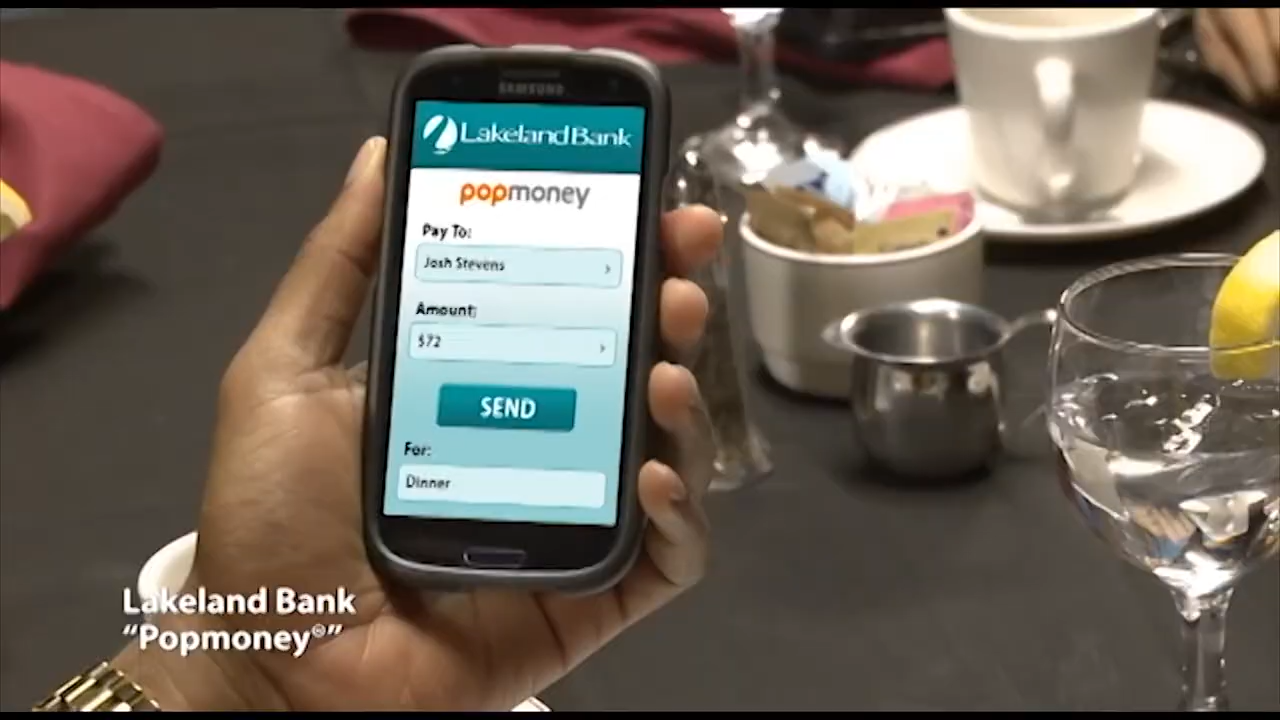 SAMSUNG
Lakeland Bank
popmoney
Pay To:
Josh Stevens
Amount:
$72
SEND
For:
Dinner
Lakeland Bank
“Popmoney®”